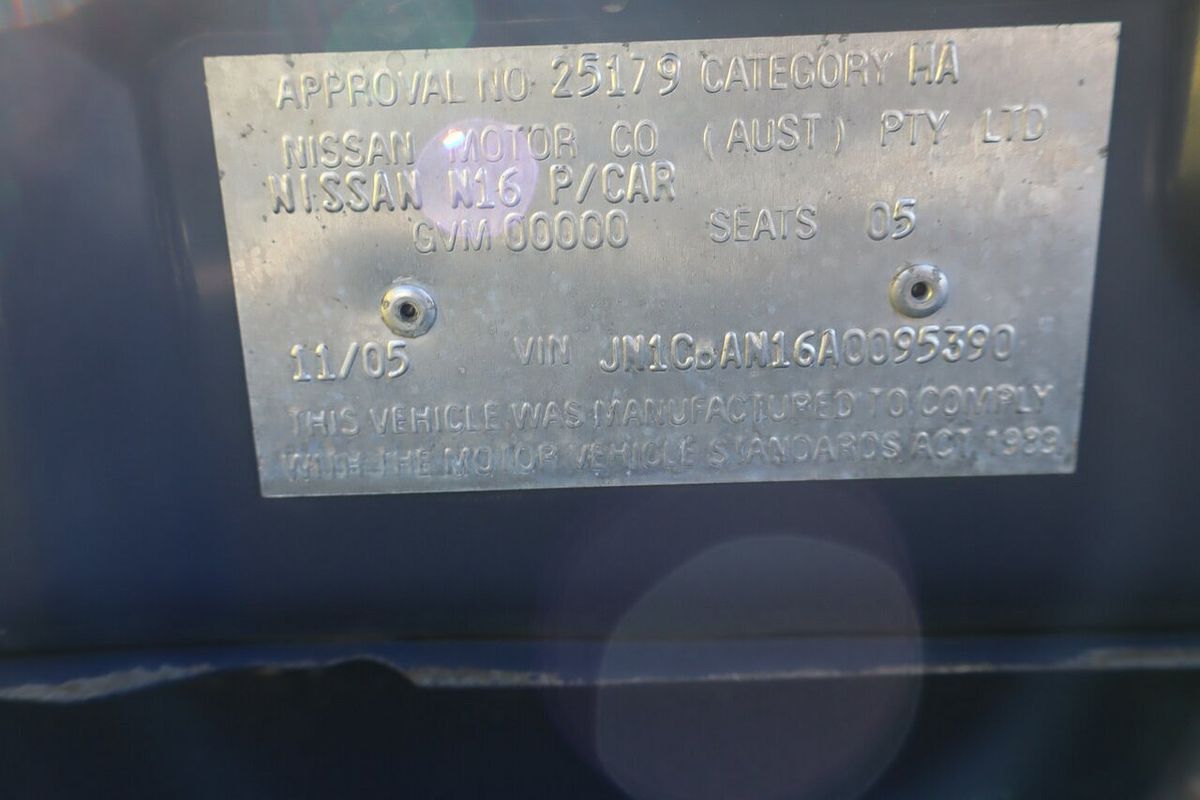 APPROVAL NO 25179 CATEGORY HA
NISSAN MOTOR CO (AUST) PTY LTD
NISSAN N16 P/CAR
GVM 00000 SEATS 05
11/05 VIN
THIS VEHICLE WAS MANUFACTURED TO COMPLY
WITH THE MOTOR VEHICLE STANDARDS ACT, 1989